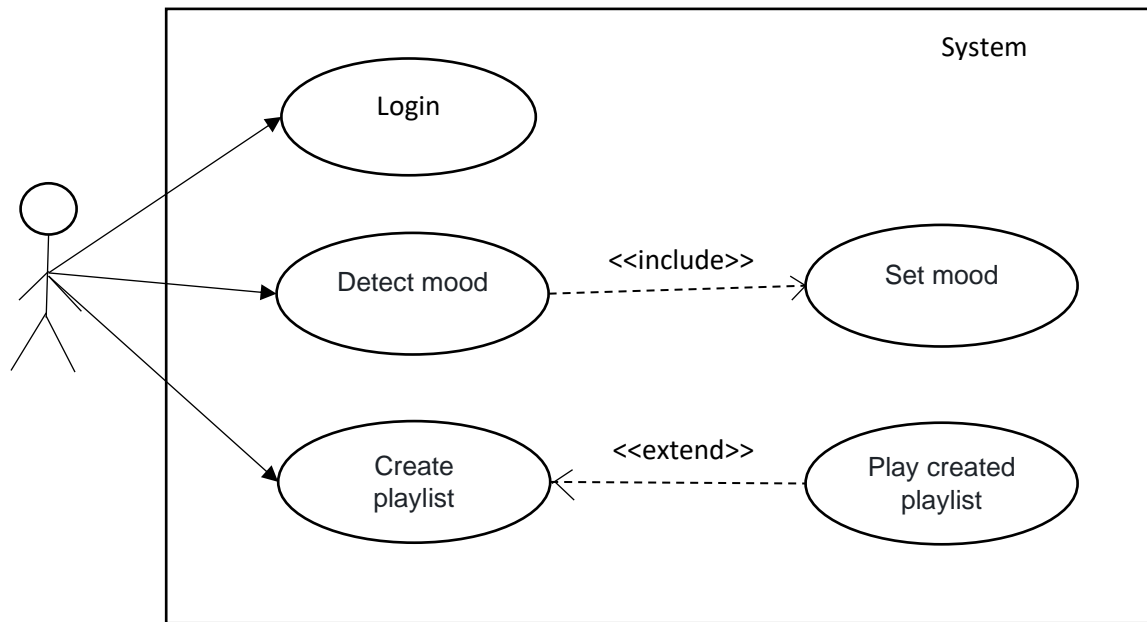 System
Login
Detect mood
<<include>>
Set mood
Create
playlist
<<extend>>
Play created
playlist